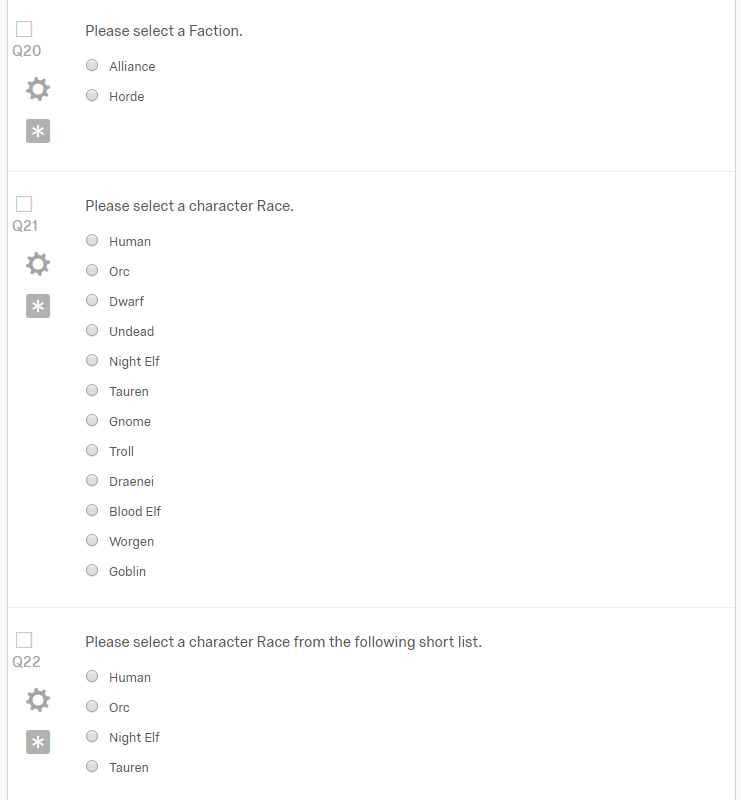 Q20
Please select a Faction.
Alliance
Horde
Q21
Please select a character Race.
Human
Orc
Dwarf
Undead
Night Elf
Tauren
Gnome
Troll
Draenei
Blood Elf
Worgen
Goblin
Q22
Please select a character Race from the following short list.
Human
Orc
Night Elf
Tauren